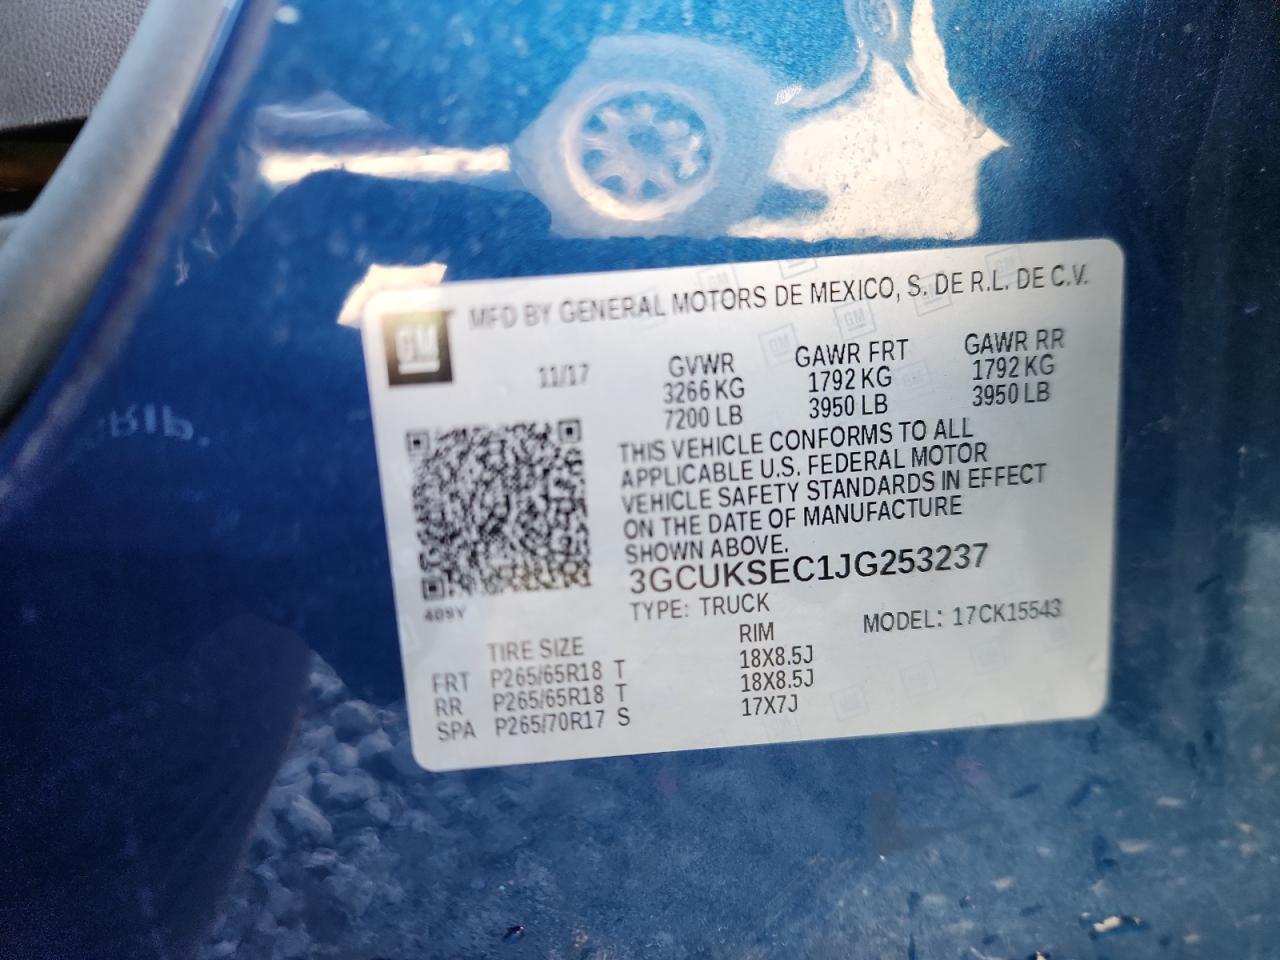 GM
MFD BY GENERAL MOTORS DE MEXICO, S. DE R.L. DE C.V.
11/17
GVWR GAWR FRT GAWR RR
3266 KG 1792 KG 1792 KG
7200 LB 3950 LB 3950 LB
THIS VEHICLE CONFORMS TO ALL
APPLICABLE U.S. FEDERAL MOTOR
VEHICLE SAFETY STANDARDS IN EFFECT
ON THE DATE OF MANUFACTURE
SHOWN ABOVE.
3GCUKSEC1JG253237
409Y
TYPE: TRUCK MODEL: 17CK15543
TIRE SIZE RIM
FRT P265/65R18 T 18X8.5J
RR P265/65R18 T 18X8.5J
SPA P265/70R17 S 17X7J